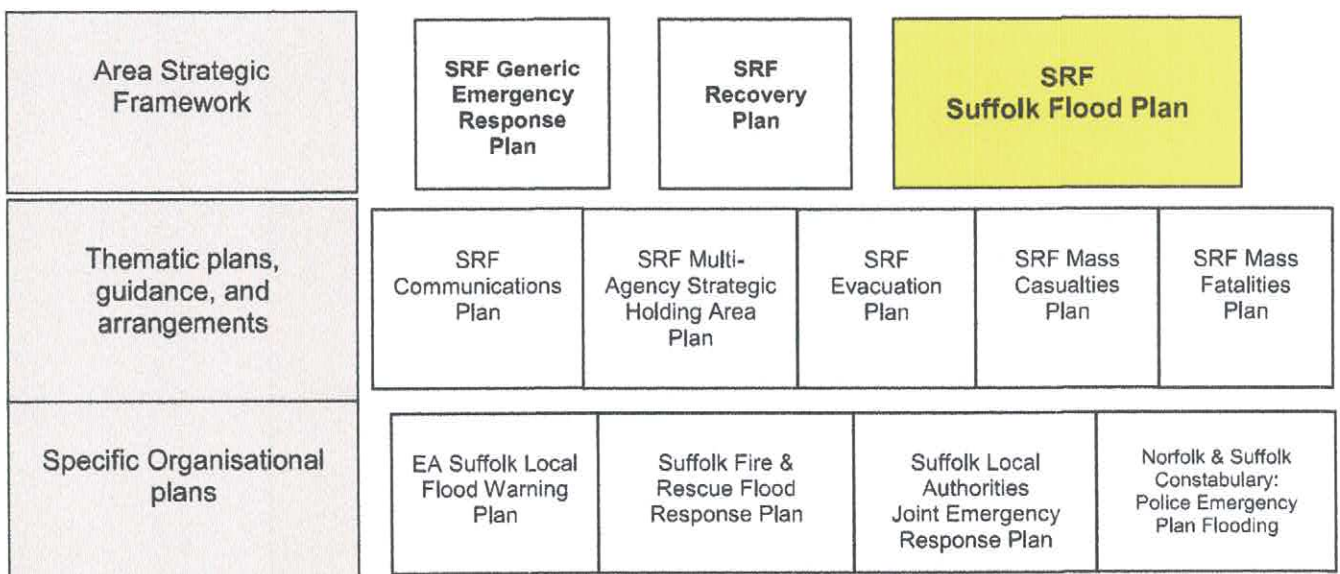 Area Strategic
Framework
SRF Generic
Emergency
Response
Plan
SRF
Recovery
Plan
SRF
Suffolk Flood Plan
Thematic plans,
guidance, and
arrangements
SRF
Communications
Plan
SRF Multi-
Agency Strategic
Holding Area
Plan
SRF
Evacuation
Plan
SRF Mass
Casualties
Plan
SRF Mass
Fatalities
Plan
Specific Organisational
plans
EA Suffolk Local
Flood Warning
Plan
Suffolk Fire &
Rescue Flood
Response Plan
Suffolk Local
Authorities
Joint Emergency
Response Plan
Norfolk & Suffolk
Constabulary:
Police Emergency
Plan Flooding